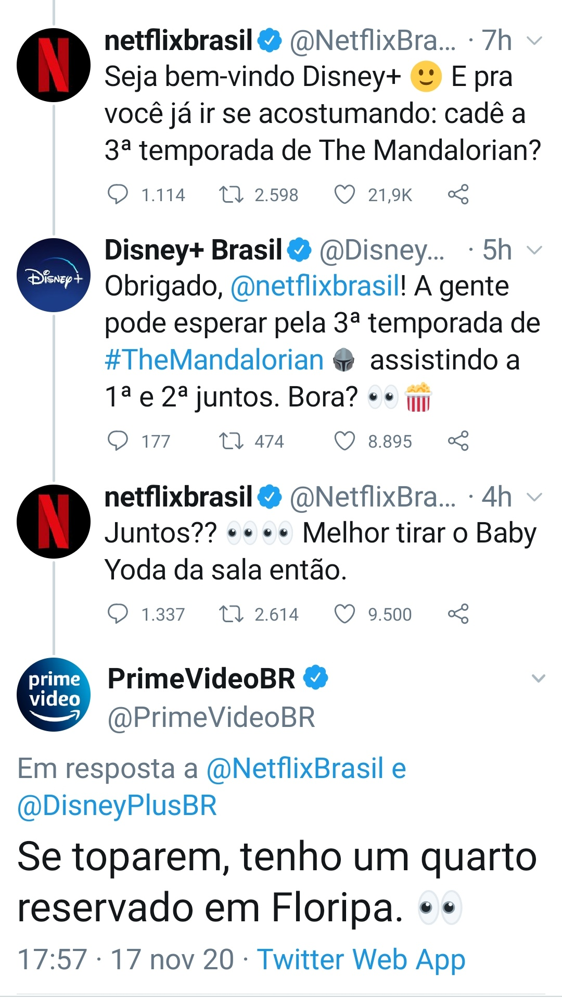 netflixbrasil @NetflixBra... · 7h
Seja bem-vindo Disney+ 🙂 E pra
você já ir se acostumando: cadê a
3ª temporada de The Mandalorian?
1.114 2.598 21,9K
Disney+
Disney+ Brasil @Disney... · 5h
Obrigado, @netflixbrasil! A gente
pode esperar pela 3ª temporada de
#TheMandalorian assistindo a
1ª e 2ª juntos. Bora? 👀🍿
177 474 8.895
netflixbrasil @NetflixBra... · 4h
Juntos?? 👀👀 Melhor tirar o Baby
Yoda da sala então.
1.337 2.614 9.500
prime
video
PrimeVideoBR
@PrimeVideoBR
Em resposta a @NetflixBrasil e
@DisneyPlusBR
Se toparem, tenho um quarto
reservado em Floripa. 👀
17:57 · 17 nov 20 · Twitter Web App